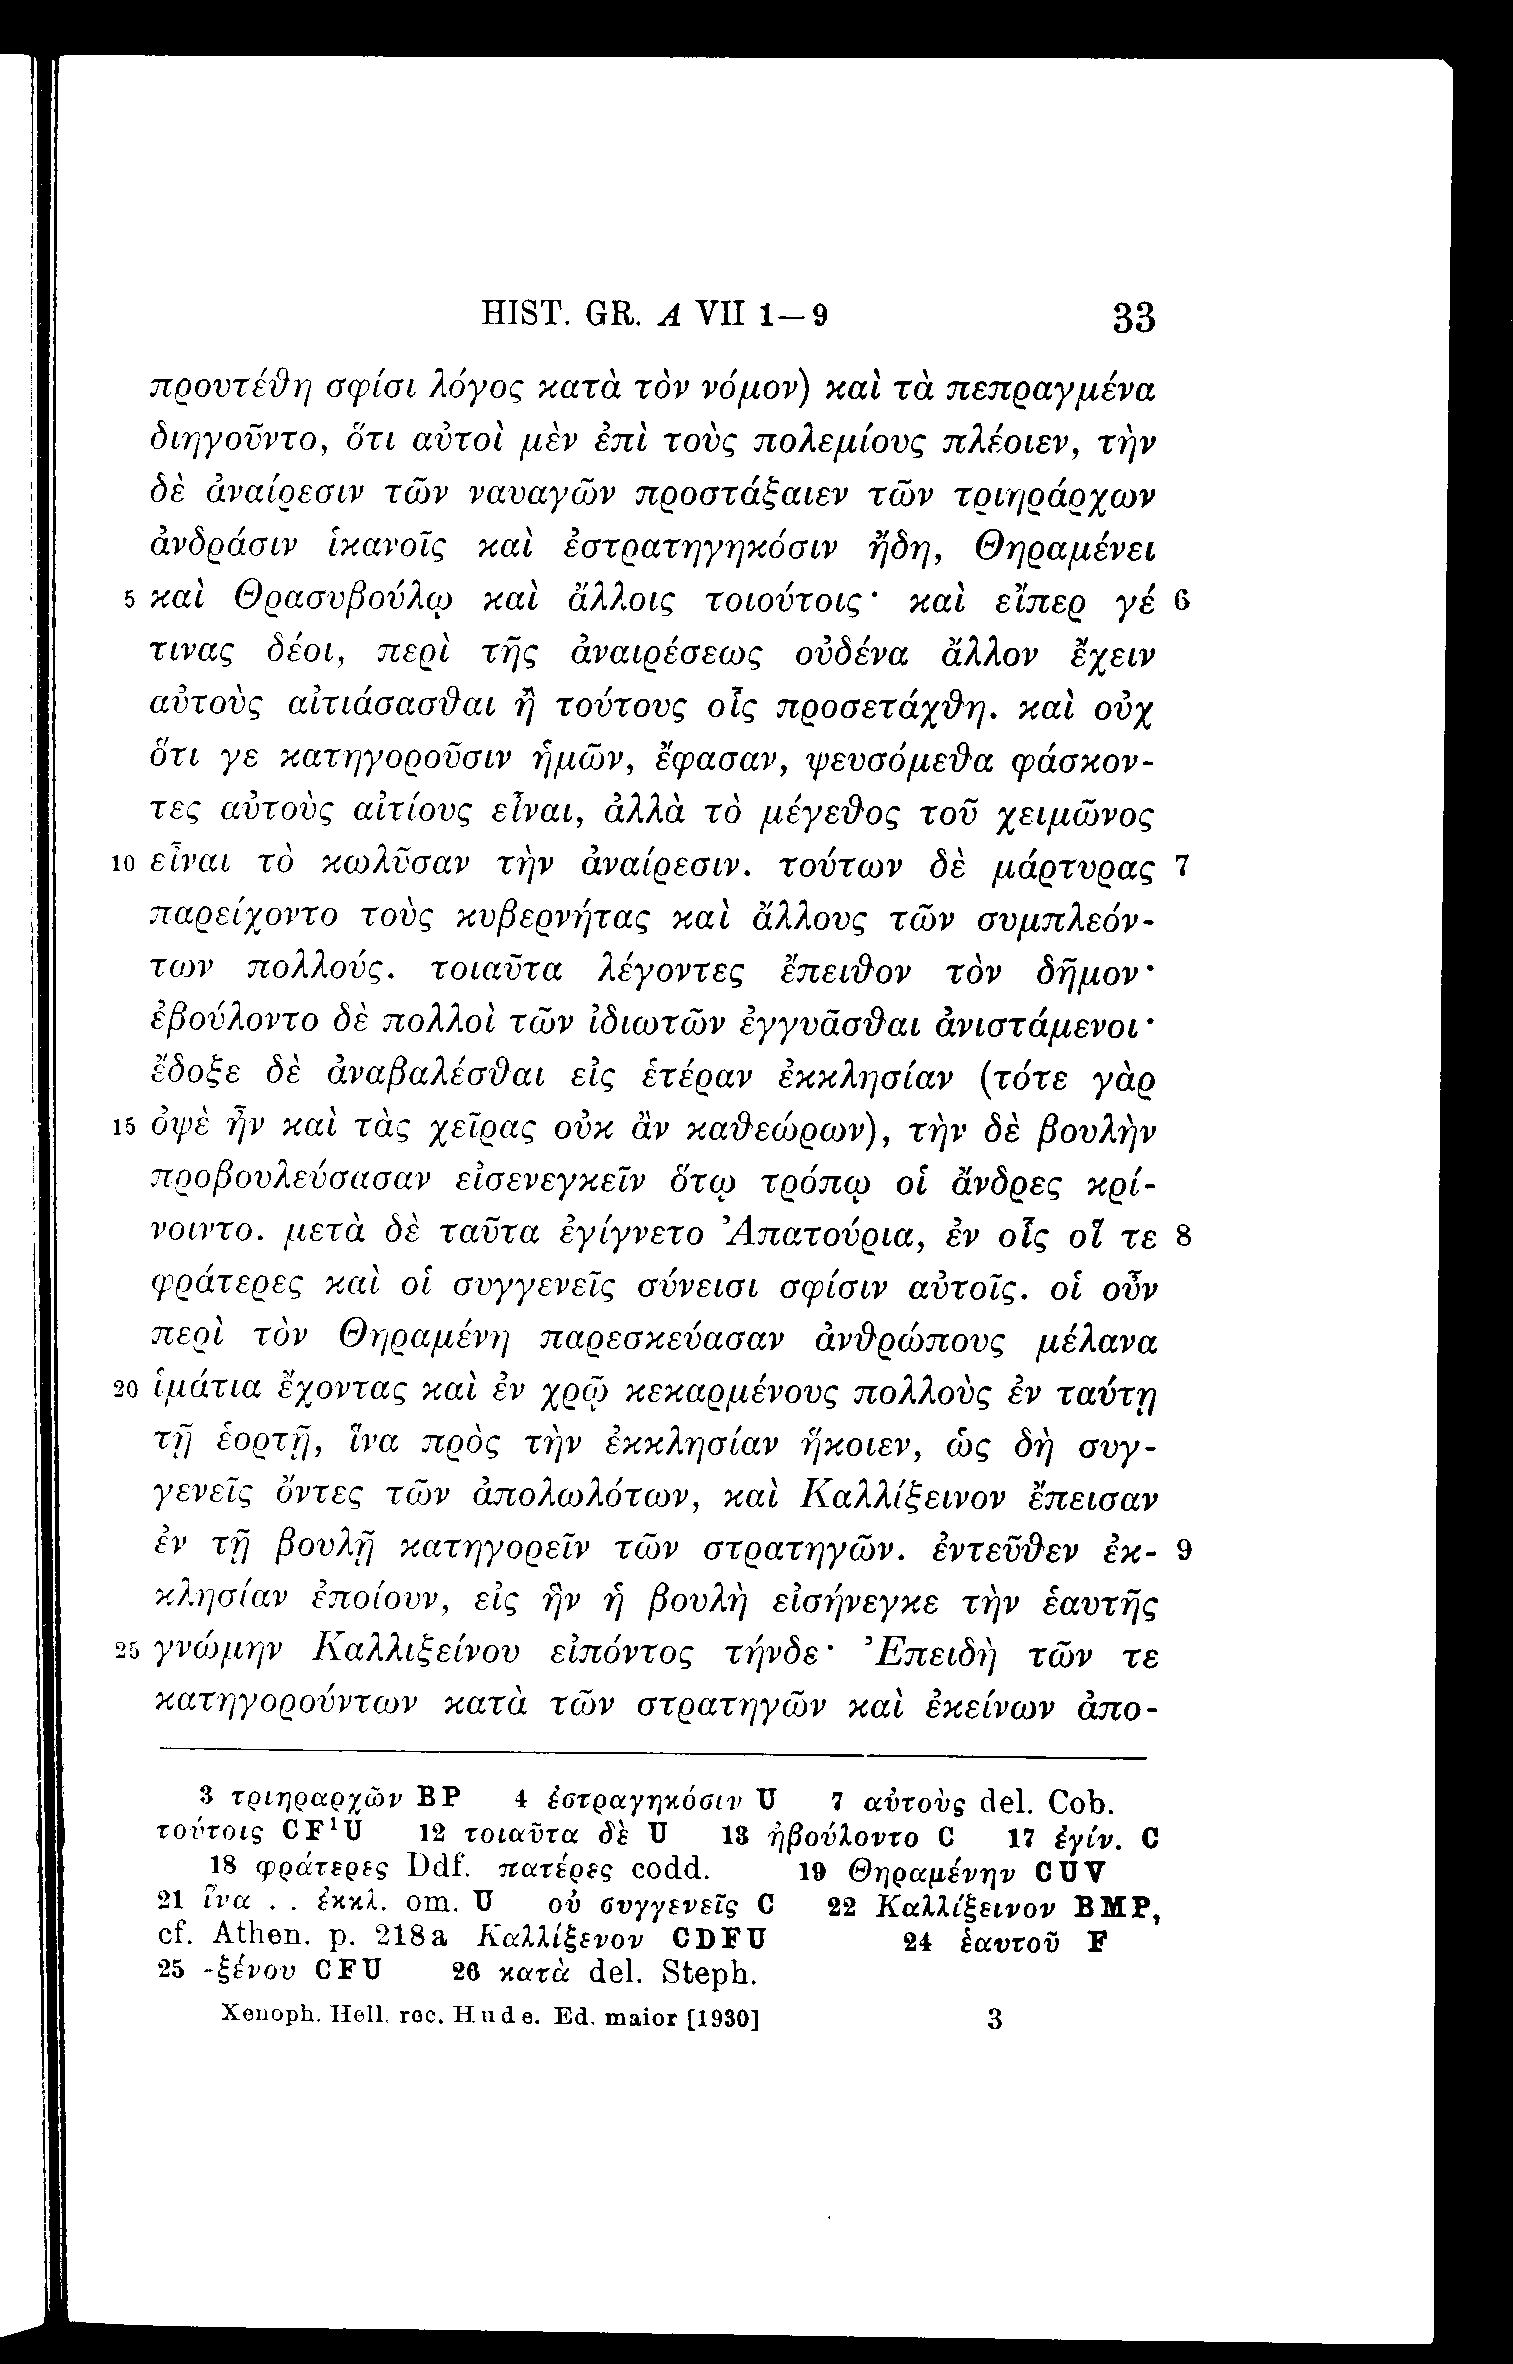 HIST. GR. A VII 1—9 33
προυτέθη σφίσι λόγος κατὰ τὸν νόμον) καὶ τὰ πεπραγμένα
διηγοῦντο, ὅτι αὐτοὶ μὲν ἐπὶ τοὺς πολεμίους πλέοιεν, τὴν
δὲ ἀναίρεσιν τῶν ναυαγῶν προστάξαιεν τῶν τριηράρχων
ἀνδράσιν ἱκανοῖς καὶ ἐστρατηγηκόσιν ἤδη, Θηραμένει
5 καὶ Θρασυβούλῳ καὶ ἄλλοις τοιούτοις· καὶ εἴπερ γέ 6
τινας δέοι, περὶ τῆς ἀναιρέσεως οὐδένα ἄλλον ἔχειν
αὐτοὺς αἰτιάσασθαι ἢ τούτους οἷς προσετάχθη. καὶ οὐχ
ὅτι γε κατηγοροῦσιν ἡμῶν, ἔφασαν, ψευσόμεθα φάσκον-
τες αὐτοὺς αἰτίους εἶναι, ἀλλὰ τὸ μέγεθος τοῦ χειμῶνος
10 εἶναι τὸ κωλῦσαν τὴν ἀναίρεσιν. τούτων δὲ μάρτυρας 7
παρείχοντο τοὺς κυβερνήτας καὶ ἄλλους τῶν συμπλεόν-
των πολλούς. τοιαῦτα λέγοντες ἔπειθον τὸν δῆμον·
ἐβούλοντο δὲ πολλοὶ τῶν ἰδιωτῶν ἐγγυᾶσθαι ἀνιστάμενοι·
ἔδοξε δὲ ἀναβαλέσθαι εἰς ἑτέραν ἐκκλησίαν (τότε γὰρ
15 ὀψὲ ἦν καὶ τὰς χεῖρας οὐκ ἂν καθεώρων), τὴν δὲ βουλὴν
προβουλεύσασαν εἰσενεγκεῖν ὅτῳ τρόπῳ οἱ ἄνδρες κρί-
νοιντο. μετὰ δὲ ταῦτα ἐγίγνετο Ἀπατούρια, ἐν οἷς οἵ τε 8
φράτερες καὶ οἱ συγγενεῖς σύνεισι σφίσιν αὐτοῖς. οἱ οὖν
περὶ τὸν Θηραμένη παρεσκεύασαν ἀνθρώπους μέλανα
20 ἱμάτια ἔχοντας καὶ ἐν χρῷ κεκαρμένους πολλοὺς ἐν ταύτῃ
τῇ ἑορτῇ, ἵνα πρὸς τὴν ἐκκλησίαν ἥκοιεν, ὡς δὴ συγ-
γενεῖς ὄντες τῶν ἀπολωλότων, καὶ Καλλίξεινον ἔπεισαν
ἐν τῇ βουλῇ κατηγορεῖν τῶν στρατηγῶν. ἐντεῦθεν ἐκ- 9
κλησίαν ἐποίουν, εἰς ἣν ἡ βουλὴ εἰσήνεγκε τὴν ἑαυτῆς
25 γνώμην Καλλιξείνου εἰπόντος τήνδε· Ἐπειδὴ τῶν τε
κατηγορούντων κατὰ τῶν στρατηγῶν καὶ ἐκείνων ἀπο-
3 τριηραρχῶν BP 4 ἐστραγηκόσιν U 7 αὐτοὺς del. Cob.
τούτοις CF¹U 12 τοιαῦτα δὲ U 13 ἠβούλοντο C 17 ἐγίν. C
18 φράτερες Ddf. πατέρες codd. 19 Θηραμένην CUV
21 ἵνα . . ἐκκλ. om. U οὐ συγγενεῖς C 22 Καλλίξεινον BMP,
cf. Athen. p. 218a Καλλίξενον CDFU 24 ἑαυτοῦ F
25 -ξένου CFU 26 κατὰ del. Steph.
Xenoph. Hell. rec. Hude. Ed. maior [1930] 3